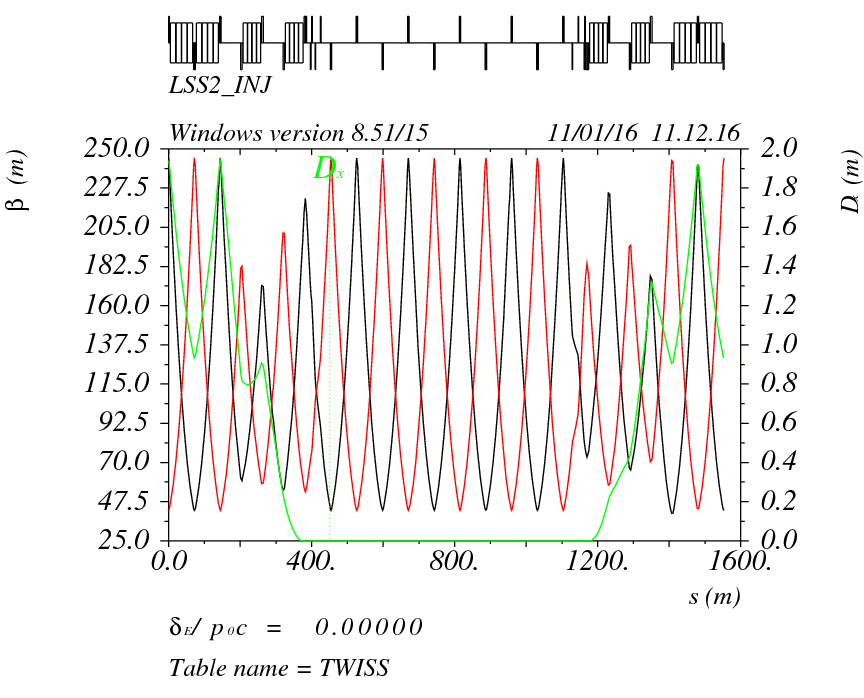 LSS2_INJ
Windows version 8.51/15 11/01/16 11.12.16
β (m)
Dx (m)
Dx
250.0 2.0
227.5 1.8
205.0 1.6
182.5 1.4
160.0 1.2
137.5 1.0
115.0 0.8
92.5 0.6
70.0 0.4
47.5 0.2
25.0 0.0
0.0 400. 800. 1200. 1600.
s (m)
δE/ p0c = 0.00000
Table name = TWISS